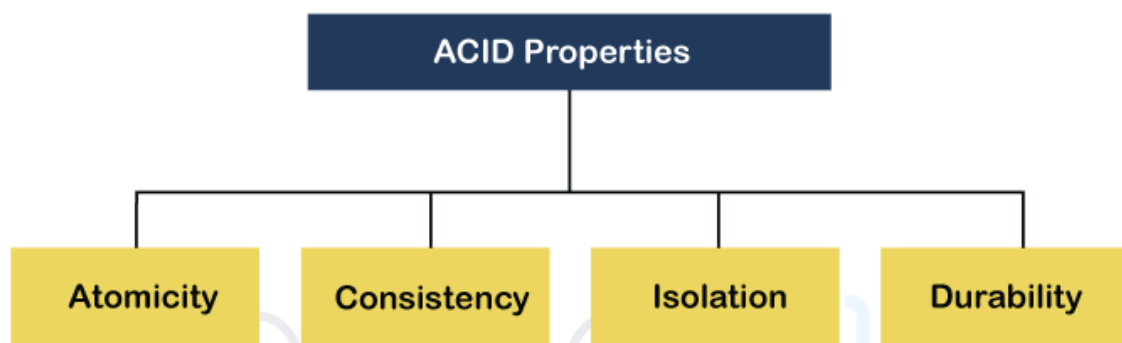 ACID Properties
Atomicity
Consistency
Isolation
Durability